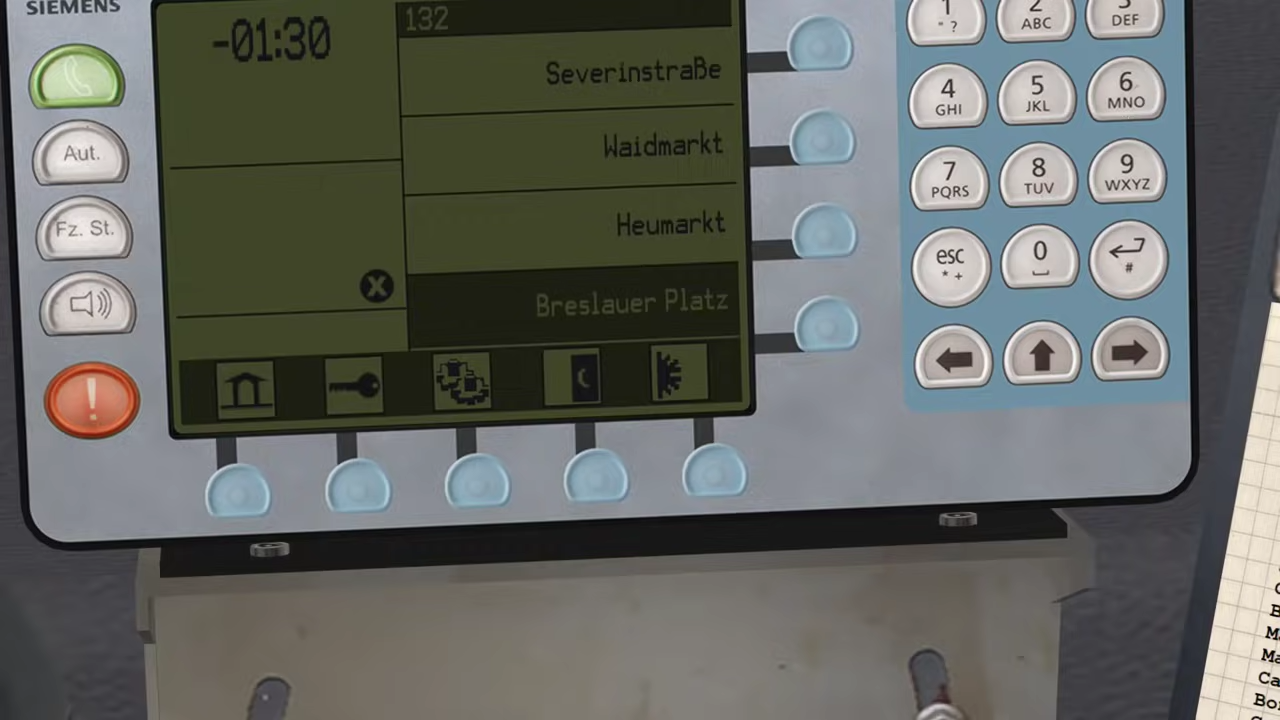 SIEMENS
Aut.
Fz. St.
-01:30
132
Severinstraße
Waidmarkt
Heumarkt
Breslauer Platz
1
" ?
2
ABC
3
DEF
4
GHI
5
JKL
6
MNO
7
PQRS
8
TUV
9
WXYZ
esc
* +
0
#